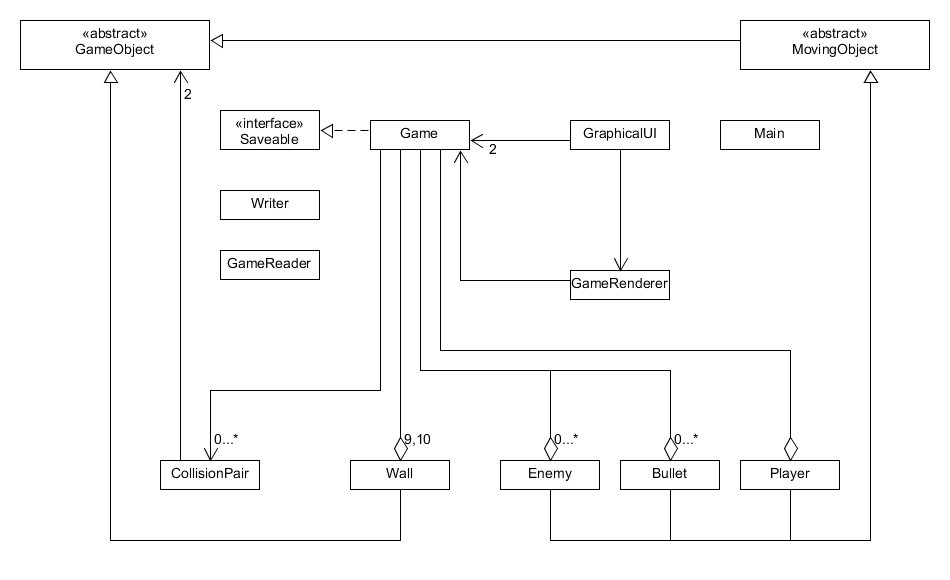 «abstract»
GameObject
«abstract»
MovingObject
2
«interface»
Saveable
Game
2
GraphicalUI
Main
Writer
GameReader
GameRenderer
0...*
9,10
0...*
0...*
CollisionPair
Wall
Enemy
Bullet
Player